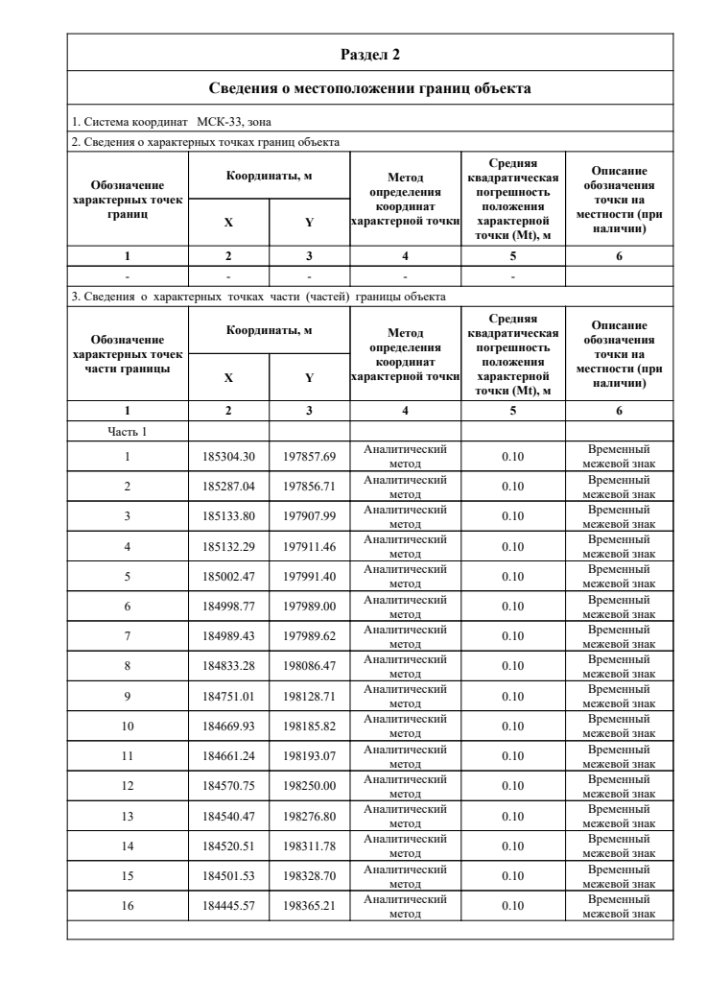 Раздел 2
Сведения о местоположении границ объекта
1. Система координат МСК-33, зона
2. Сведения о характерных точках границ объекта
Обозначение характерных точек границ
Координаты, м
Метод определения координат характерной точки
Средняя квадратическая погрешность положения характерной точки (Mt), м
Описание обозначения точки на местности (при наличии)
X Y
1 2 3 4 5 6
- - - - -
3. Сведения о характерных точках части (частей) границы объекта
Обозначение характерных точек части границы
Координаты, м
Метод определения координат характерной точки
Средняя квадратическая погрешность положения характерной точки (Mt), м
Описание обозначения точки на местности (при наличии)
X Y
1 2 3 4 5 6
Часть 1
1 185304.30 197857.69 Аналитический метод 0.10 Временный межевой знак
2 185287.04 197856.71 Аналитический метод 0.10 Временный межевой знак
3 185133.80 197907.99 Аналитический метод 0.10 Временный межевой знак
4 185132.29 197911.46 Аналитический метод 0.10 Временный межевой знак
5 185002.47 197991.40 Аналитический метод 0.10 Временный межевой знак
6 184998.77 197989.00 Аналитический метод 0.10 Временный межевой знак
7 184989.43 197989.62 Аналитический метод 0.10 Временный межевой знак
8 184833.28 198086.47 Аналитический метод 0.10 Временный межевой знак
9 184751.01 198128.71 Аналитический метод 0.10 Временный межевой знак
10 184669.93 198185.82 Аналитический метод 0.10 Временный межевой знак
11 184661.24 198193.07 Аналитический метод 0.10 Временный межевой знак
12 184570.75 198250.00 Аналитический метод 0.10 Временный межевой знак
13 184540.47 198276.80 Аналитический метод 0.10 Временный межевой знак
14 184520.51 198311.78 Аналитический метод 0.10 Временный межевой знак
15 184501.53 198328.70 Аналитический метод 0.10 Временный межевой знак
16 184445.57 198365.21 Аналитический метод 0.10 Временный межевой знак